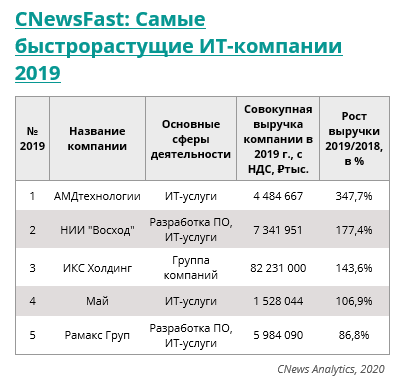 CNewsFast: Самые
быстрорастущие ИТ-компании
2019
№ 2019 Название компании Основные сферы деятельности Совокупная выручка компании в 2019 г., с НДС, ₽тыс. Рост выручки 2019/2018, в %
1 АМДтехнологии ИТ-услуги 4 484 667 347,7%
2 НИИ "Восход" Разработка ПО, ИТ-услуги 7 341 951 177,4%
3 ИКС Холдинг Группа компаний 82 231 000 143,6%
4 Май ИТ-услуги 1 528 044 106,9%
5 Рамакс Груп Разработка ПО, ИТ-услуги 5 984 090 86,8%
CNews Analytics, 2020